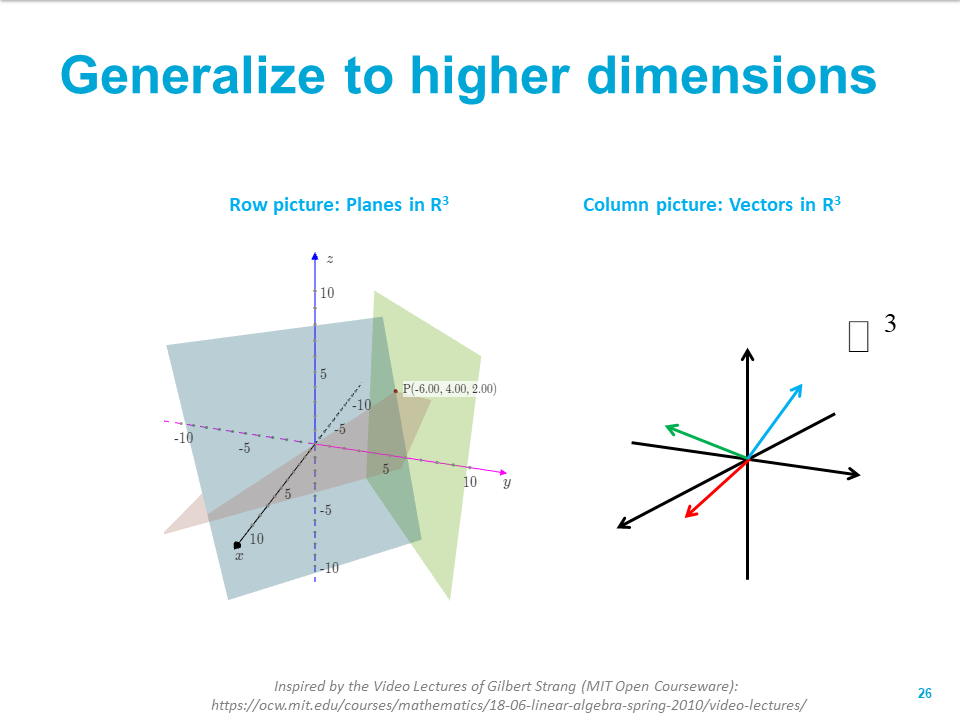 Generalize to higher dimensions
Row picture: Planes in R³
Column picture: Vectors in R³
z
10
5
P(-6.00, 4.00, 2.00)
-10
-5
-10
-5
5
5
10
y
-5
10
x
-10
□ 3
Inspired by the Video Lectures of Gilbert Strang (MIT Open Courseware):
https://ocw.mit.edu/courses/mathematics/18-06-linear-algebra-spring-2010/video-lectures/
26